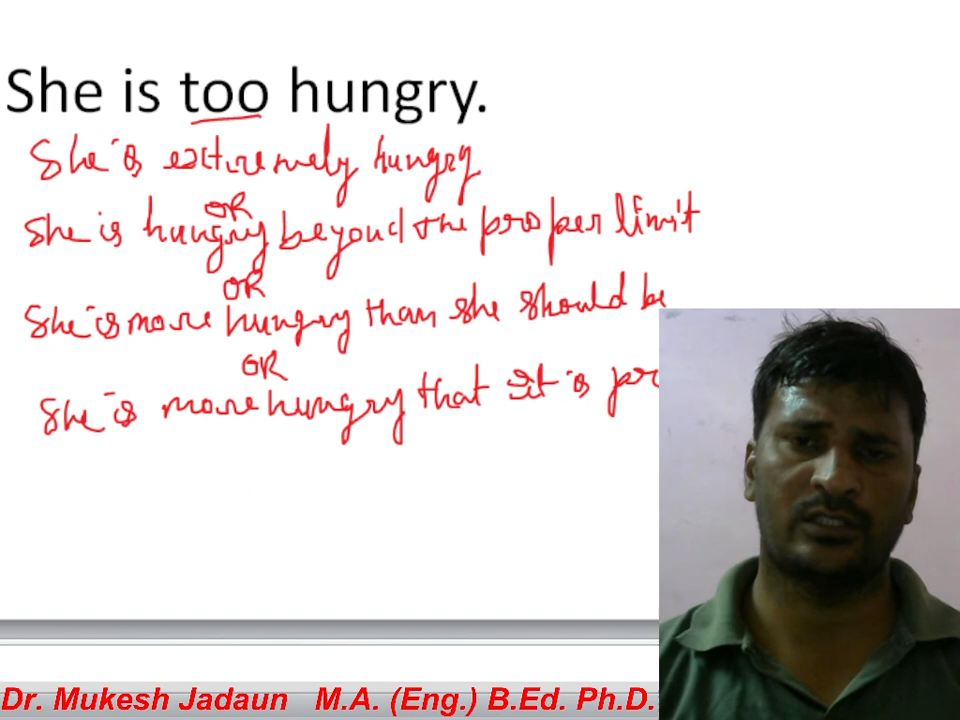 She is too hungry.
She is extremely hungry
OR
She is hungry beyond the proper limit
OR
She is more hungry than she should be
OR
She is more hungry that it is
Dr. Mukesh Jadaun M.A. (Eng.) B.Ed. Ph.D.